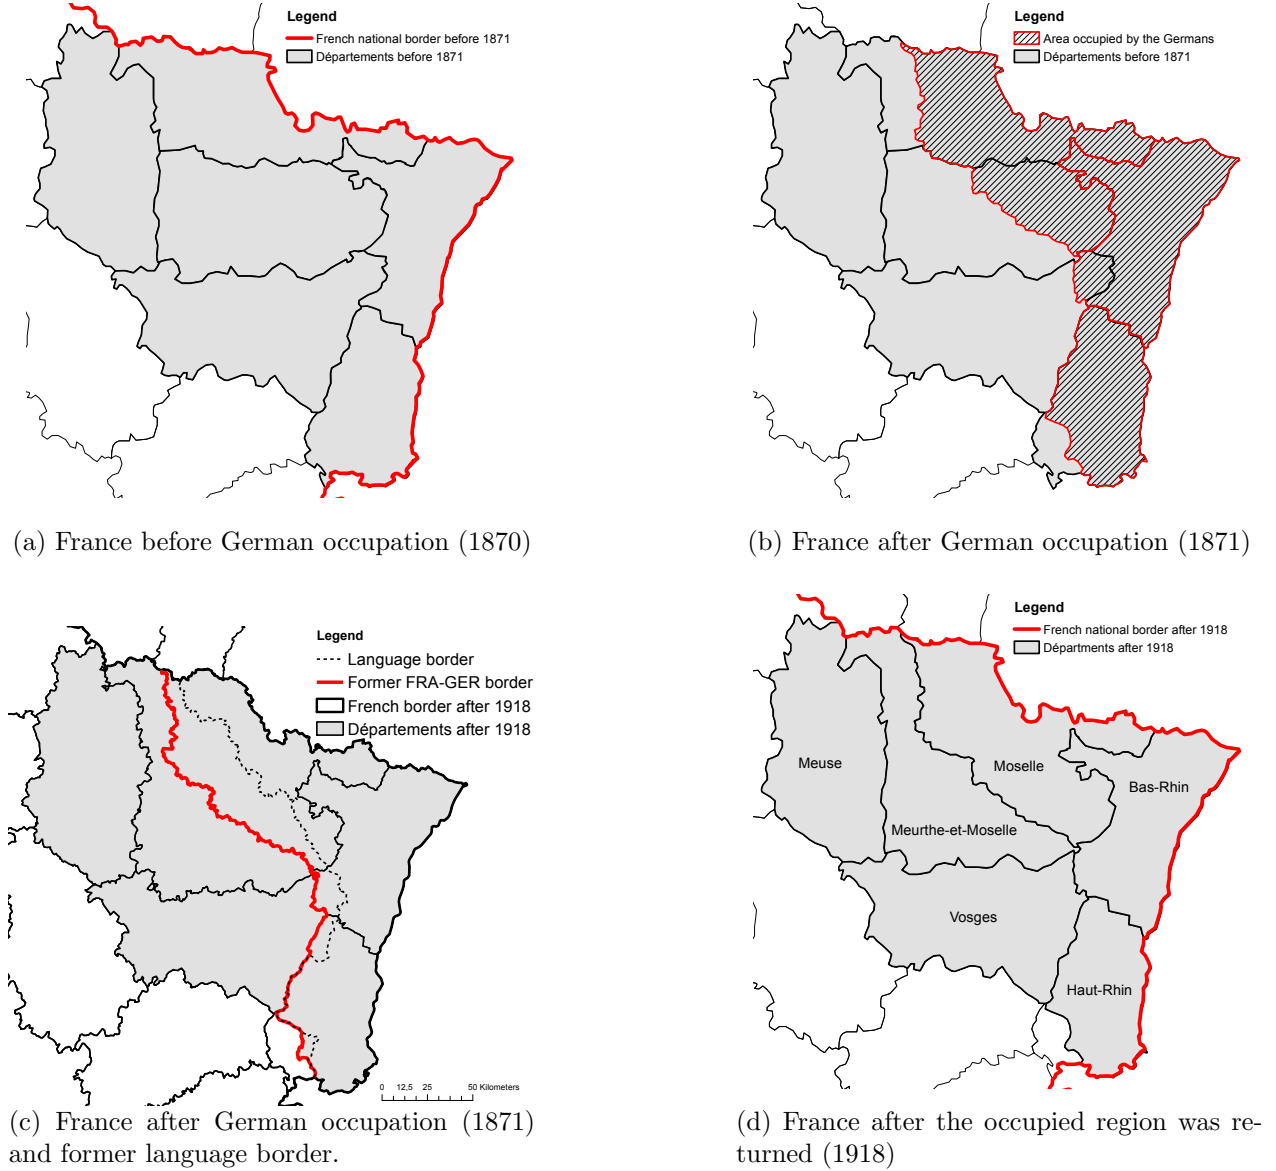 Legend
French national border before 1871
Départements before 1871
(a) France before German occupation (1870)
Legend
Area occupied by the Germans
Départements before 1871
(b) France after German occupation (1871)
Legend
Language border
Former FRA-GER border
French border after 1918
Départements after 1918
0 12,5 25 50 Kilometers
(c) France after German occupation (1871)
and former language border.
Legend
French national border after 1918
Départments after 1918
Meuse
Moselle
Bas-Rhin
Meurthe-et-Moselle
Vosges
Haut-Rhin
(d) France after the occupied region was re-
turned (1918)